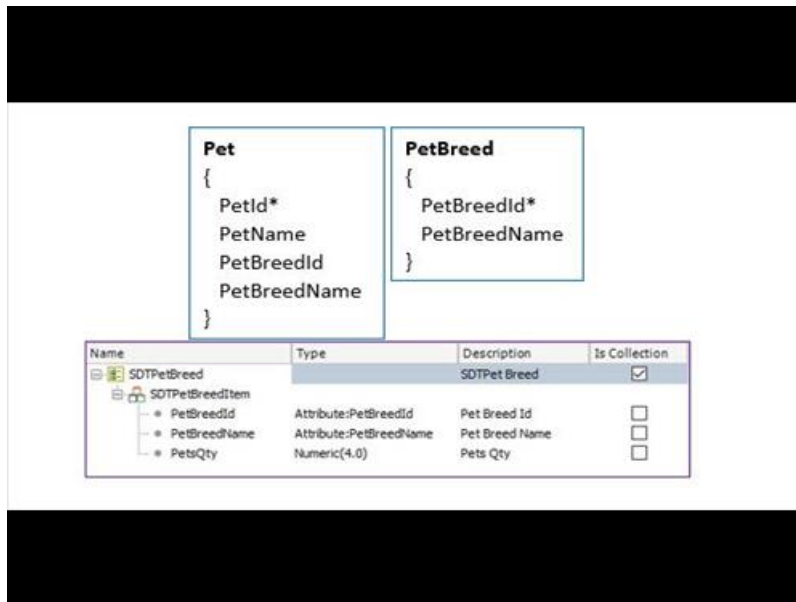 Pet
{
PetId*
PetName
PetBreedId
PetBreedName
}
PetBreed
{
PetBreedId*
PetBreedName
}
Name Type Description Is Collection
SDTPetBreed SDTPet Breed
SDTPetBreedItem
PetBreedId Attribute:PetBreedId Pet Breed Id
PetBreedName Attribute:PetBreedName Pet Breed Name
PetsQty Numeric(4.0) Pets Qty